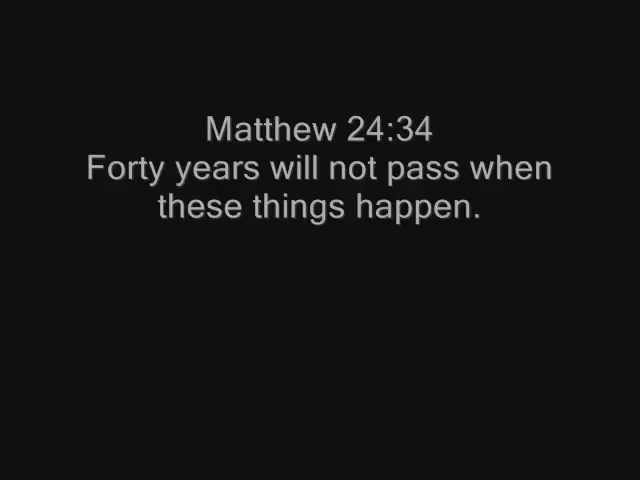 Matthew 24:34
Forty years will not pass when
these things happen.